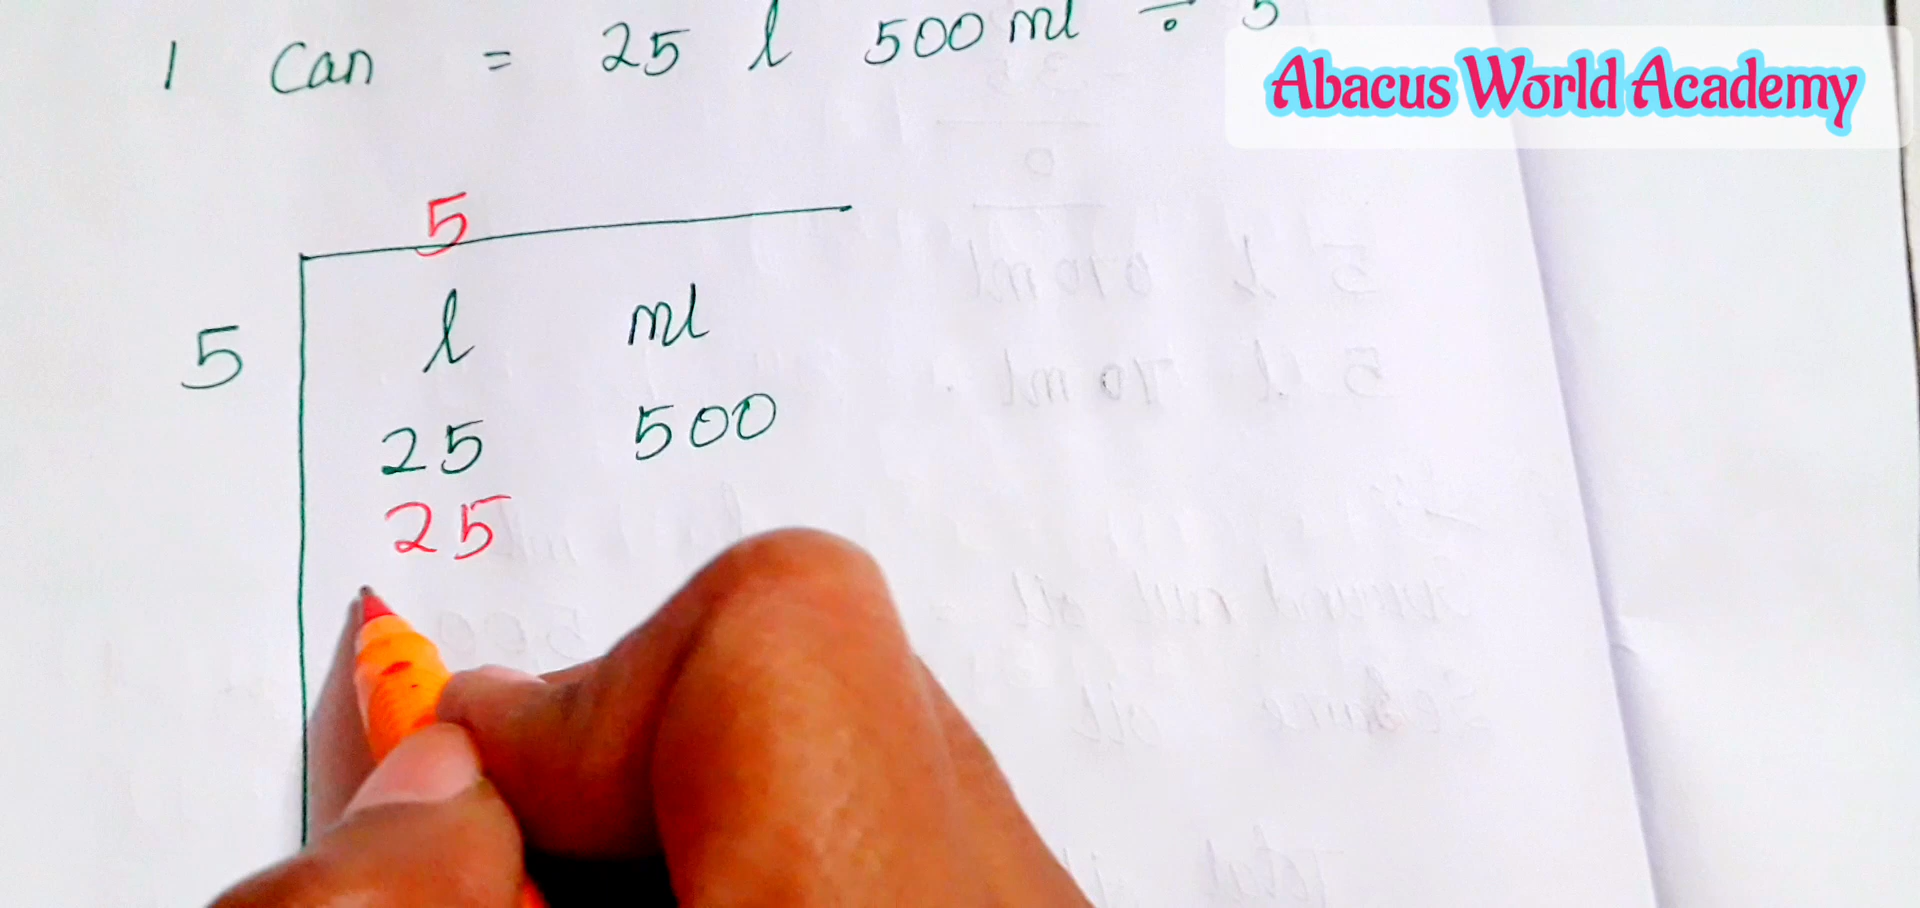 1 Can = 25 l 500 ml ÷ 5
Abacus World Academy
5
l ml
5
25 500
25